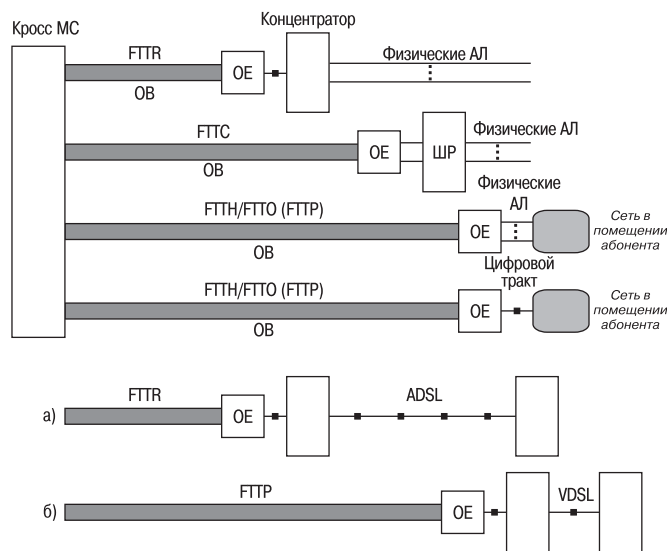 Концентратор
Кросс МС
FTTR
ОЕ
Физические АЛ
ОВ
FTTC
ОЕ
ШР
Физические АЛ
ОВ
Физические
АЛ
FTTH/FTTO (FTTP)
ОЕ
Сеть в
помещении
абонента
ОВ
Цифровой
тракт
FTTH/FTTO (FTTP)
ОЕ
Сеть в
помещении
абонента
ОВ
а)
FTTR
ОЕ
ADSL
б)
FTTP
ОЕ
VDSL